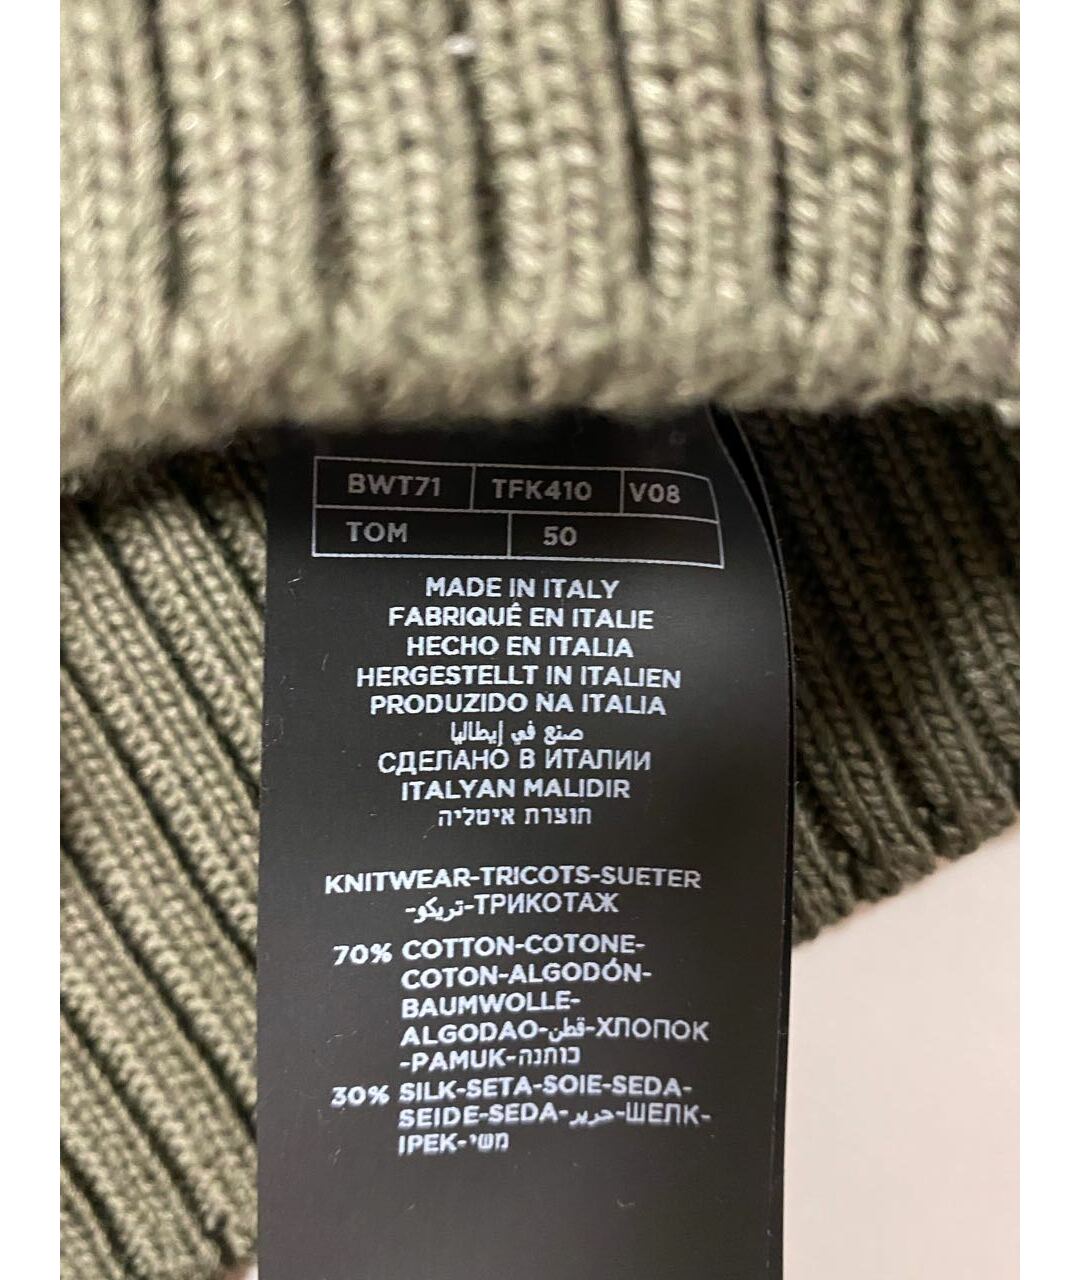 BWT71 TFK410 V08
TOM 50
MADE IN ITALY
FABRIQUÉ EN ITALIE
HECHO EN ITALIA
HERGESTELLT IN ITALIEN
PRODUZIDO NA ITALIA
صنع في إيطاليا
СДЕЛАНО В ИТАЛИИ
ITALYAN MALIDIR
תוצרת איטליה
KNITWEAR-TRICOTS-SUETER
-تريكو-ТРИКОТАЖ
70% COTTON-COTONE-
COTON-ALGODÓN-
BAUMWOLLE-
ALGODAO-قطن-ХЛОПОК
-PAMUK-כותנה
30% SILK-SETA-SOIE-SEDA-
SEIDE-SEDA-حرير-ШЕЛК-
IPEK-משי